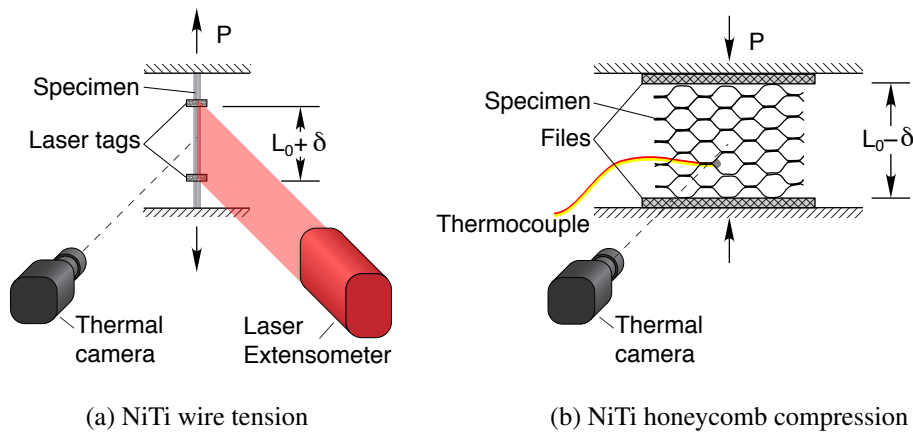 P
Specimen
Laser tags
L₀+ δ
Thermal
camera
Laser
Extensometer
(a) NiTi wire tension
P
Specimen
Files
L₀–δ
Thermocouple
Thermal
camera
(b) NiTi honeycomb compression